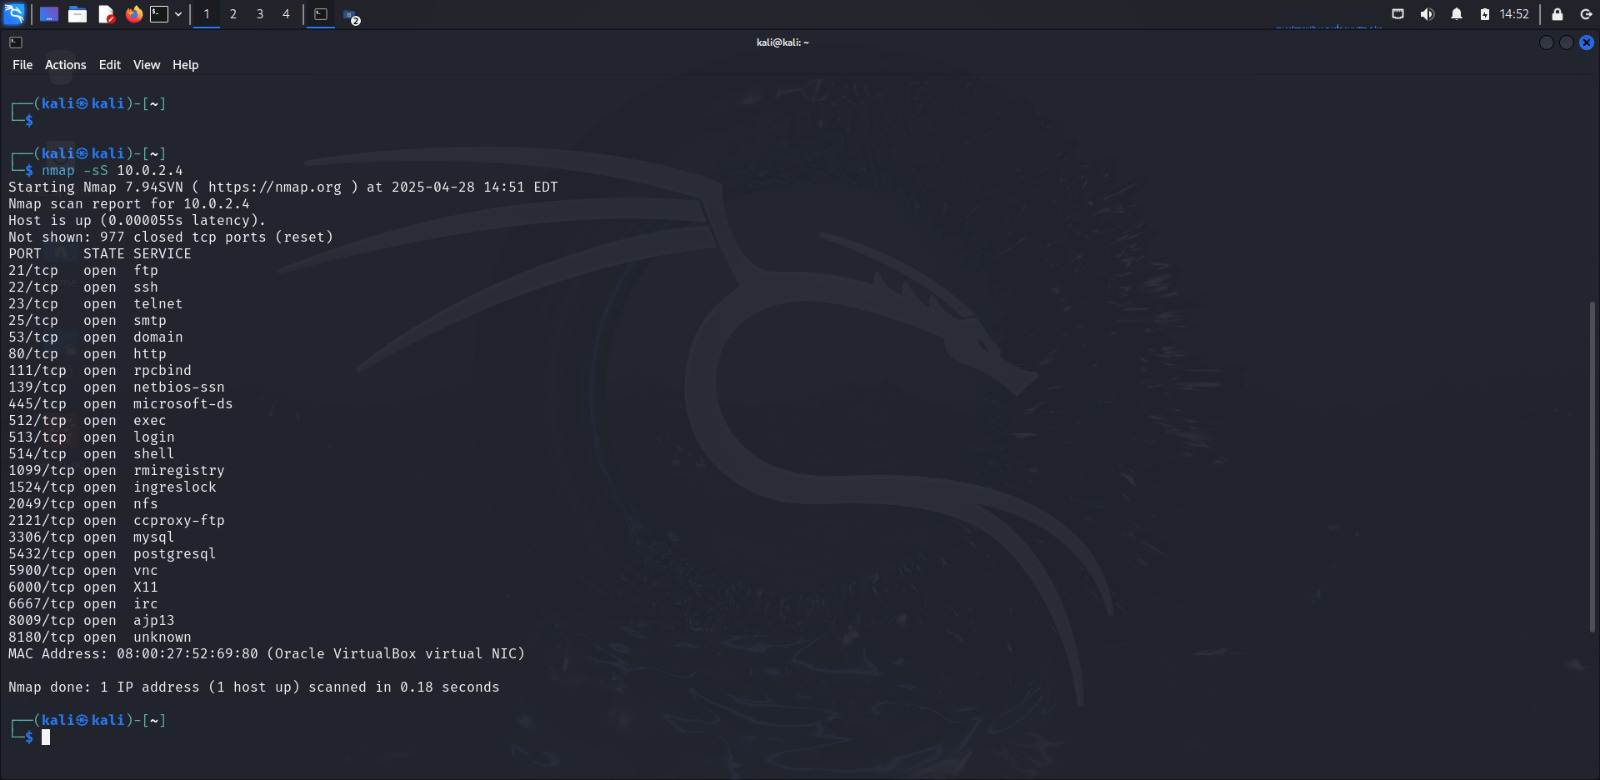 1 2 3 4 2 14:52
kali@kali: ~
File Actions Edit View Help
┌──(kali㉿kali)-[~]
└─$
┌──(kali㉿kali)-[~]
└─$ nmap -sS 10.0.2.4
Starting Nmap 7.94SVN ( https://nmap.org ) at 2025-04-28 14:51 EDT
Nmap scan report for 10.0.2.4
Host is up (0.000055s latency).
Not shown: 977 closed tcp ports (reset)
PORT     STATE SERVICE
21/tcp   open  ftp
22/tcp   open  ssh
23/tcp   open  telnet
25/tcp   open  smtp
53/tcp   open  domain
80/tcp   open  http
111/tcp  open  rpcbind
139/tcp  open  netbios-ssn
445/tcp  open  microsoft-ds
512/tcp  open  exec
513/tcp  open  login
514/tcp  open  shell
1099/tcp open  rmiregistry
1524/tcp open  ingreslock
2049/tcp open  nfs
2121/tcp open  ccproxy-ftp
3306/tcp open  mysql
5432/tcp open  postgresql
5900/tcp open  vnc
6000/tcp open  X11
6667/tcp open  irc
8009/tcp open  ajp13
8180/tcp open  unknown
MAC Address: 08:00:27:52:69:80 (Oracle VirtualBox virtual NIC)
Nmap done: 1 IP address (1 host up) scanned in 0.18 seconds
┌──(kali㉿kali)-[~]
└─$